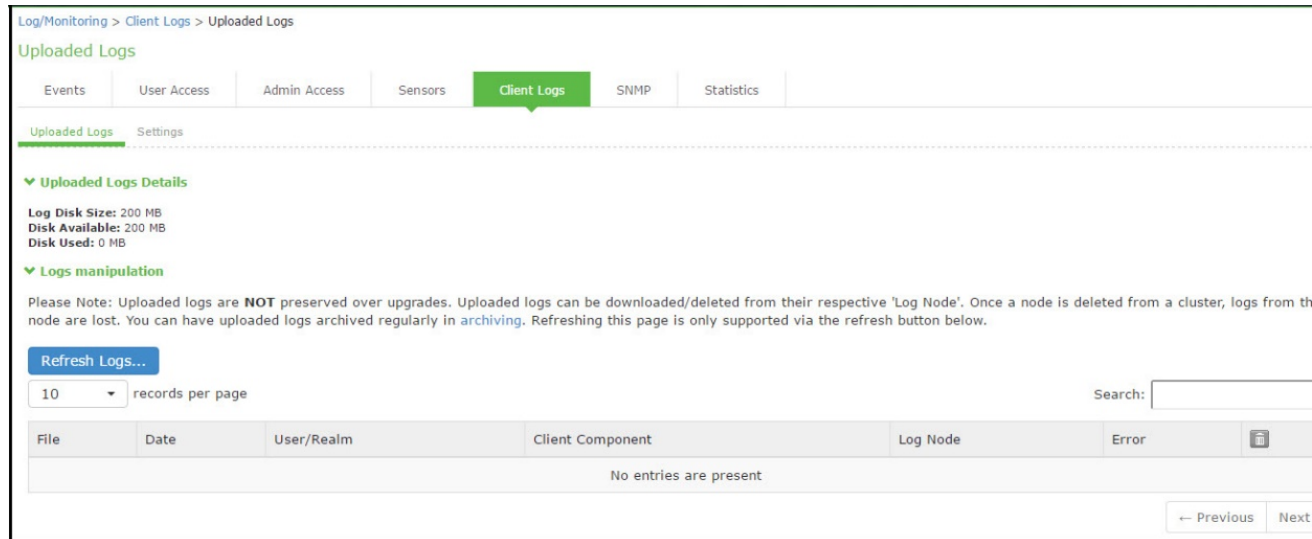 Log/Monitoring > Client Logs > Uploaded Logs
Uploaded Logs
Events User Access Admin Access Sensors Client Logs SNMP Statistics
Uploaded Logs Settings
Uploaded Logs Details
Log Disk Size: 200 MB
Disk Available: 200 MB
Disk Used: 0 MB
Logs manipulation
Please Note: Uploaded logs are NOT preserved over upgrades. Uploaded logs can be downloaded/deleted from their respective 'Log Node'. Once a node is deleted from a cluster, logs from th
node are lost. You can have uploaded logs archived regularly in archiving. Refreshing this page is only supported via the refresh button below.
Refresh Logs...
10 records per page Search:
File Date User/Realm Client Component Log Node Error
No entries are present
← Previous Next